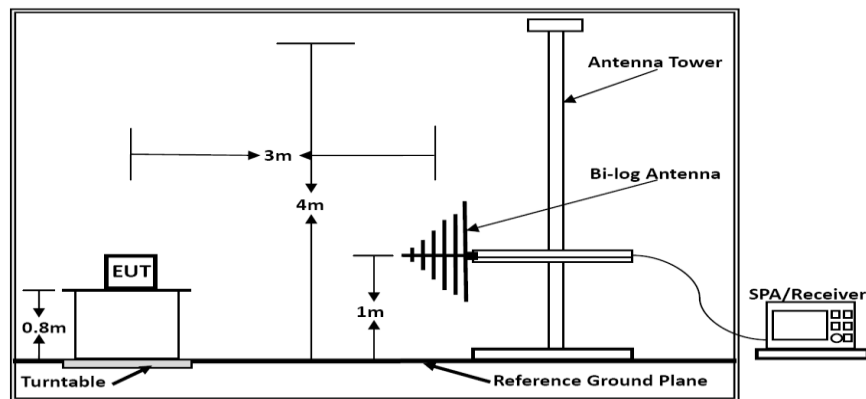 Antenna Tower
3m
Bi-log Antenna
4m
EUT
SPA/Receiver
0.8m
1m
Turntable
Reference Ground Plane